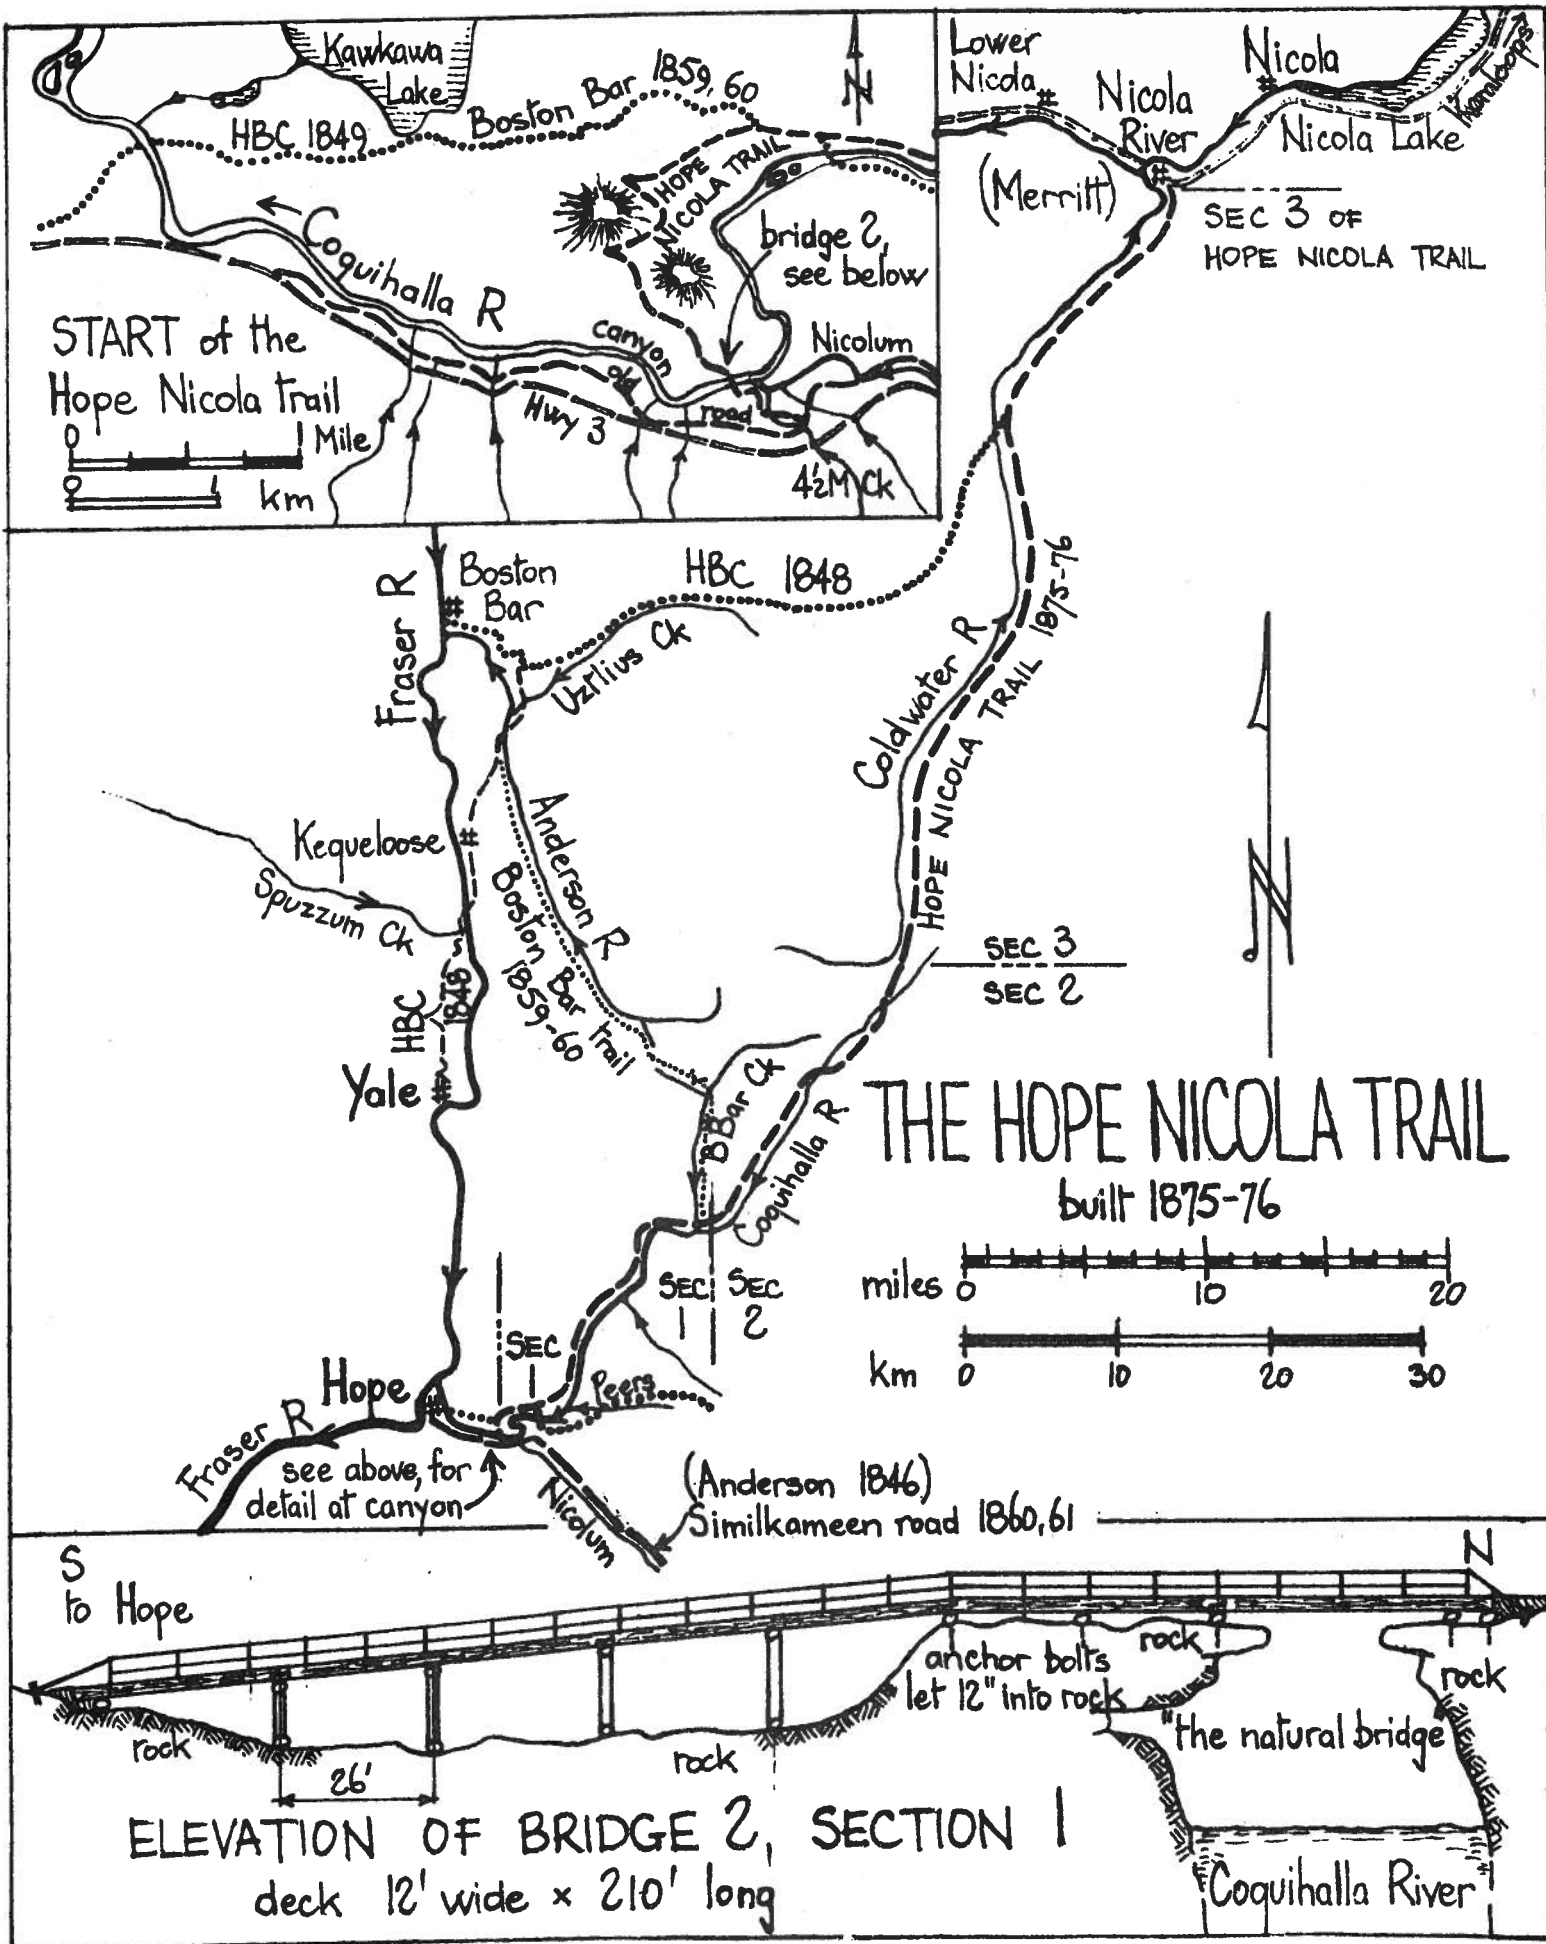 Kawkawa
Lake
HBC 1849
Boston Bar 1859, 60
N
HOPE
NICOLA TRAIL
Coquihalla R
bridge 2,
see below
START of the
Hope Nicola trail
0 1 Mile
0 1 km
canyon
old
road
Hwy 3
Nicolum
4½M Ck
Lower
Nicola
Nicola
River
Nicola
Kamloops
Nicola Lake
(Merritt)
SEC 3 OF
HOPE NICOLA TRAIL
Fraser R
Boston
Bar
HBC 1848
Uztlius Ck
Coldwater R
HOPE NICOLA TRAIL 1875-76
Kequeloose
Spuzzum Ck
Anderson R
Boston Bar trail
1859-60
HBC
1848
Yale
SEC 3
SEC 2
N
B Bar Ck
Coquihalla R
THE HOPE NICOLA TRAIL
built 1875-76
miles 0 10 20
km 0 10 20 30
SEC
1
SEC
2
SEC
1
Hope
Peers
Fraser R
see above, for
detail at canyon
Nicolum
(Anderson 1846)
Similkameen road 1860,61
S
to Hope
N
rock
26'
rock
anchor bolts
let 12" into rock
rock
rock
"the natural bridge"
ELEVATION OF BRIDGE 2, SECTION 1
deck 12' wide × 210' long
Coquihalla River